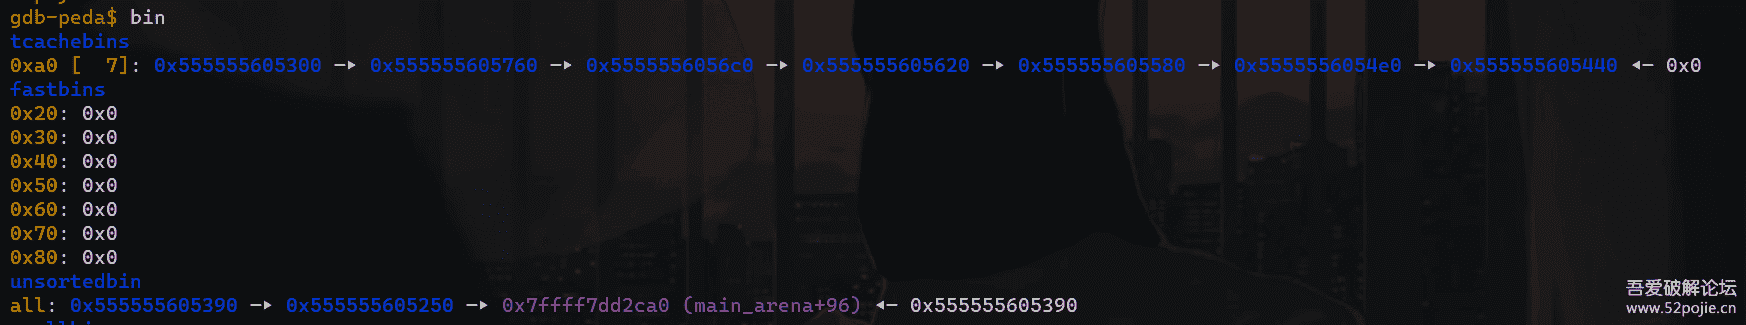 gdb-peda$ bin
tcachebins
0xa0 [  7]: 0x555555605300 —▸ 0x555555605760 —▸ 0x5555556056c0 —▸ 0x555555605620 —▸ 0x555555605580 —▸ 0x5555556054e0 —▸ 0x555555605440 ◂— 0x0
fastbins
0x20: 0x0
0x30: 0x0
0x40: 0x0
0x50: 0x0
0x60: 0x0
0x70: 0x0
0x80: 0x0
unsortedbin
all: 0x555555605390 —▸ 0x555555605250 —▸ 0x7ffff7dd2ca0 (main_arena+96) ◂— 0x555555605390
吾爱破解论坛
www.52pojie.cn